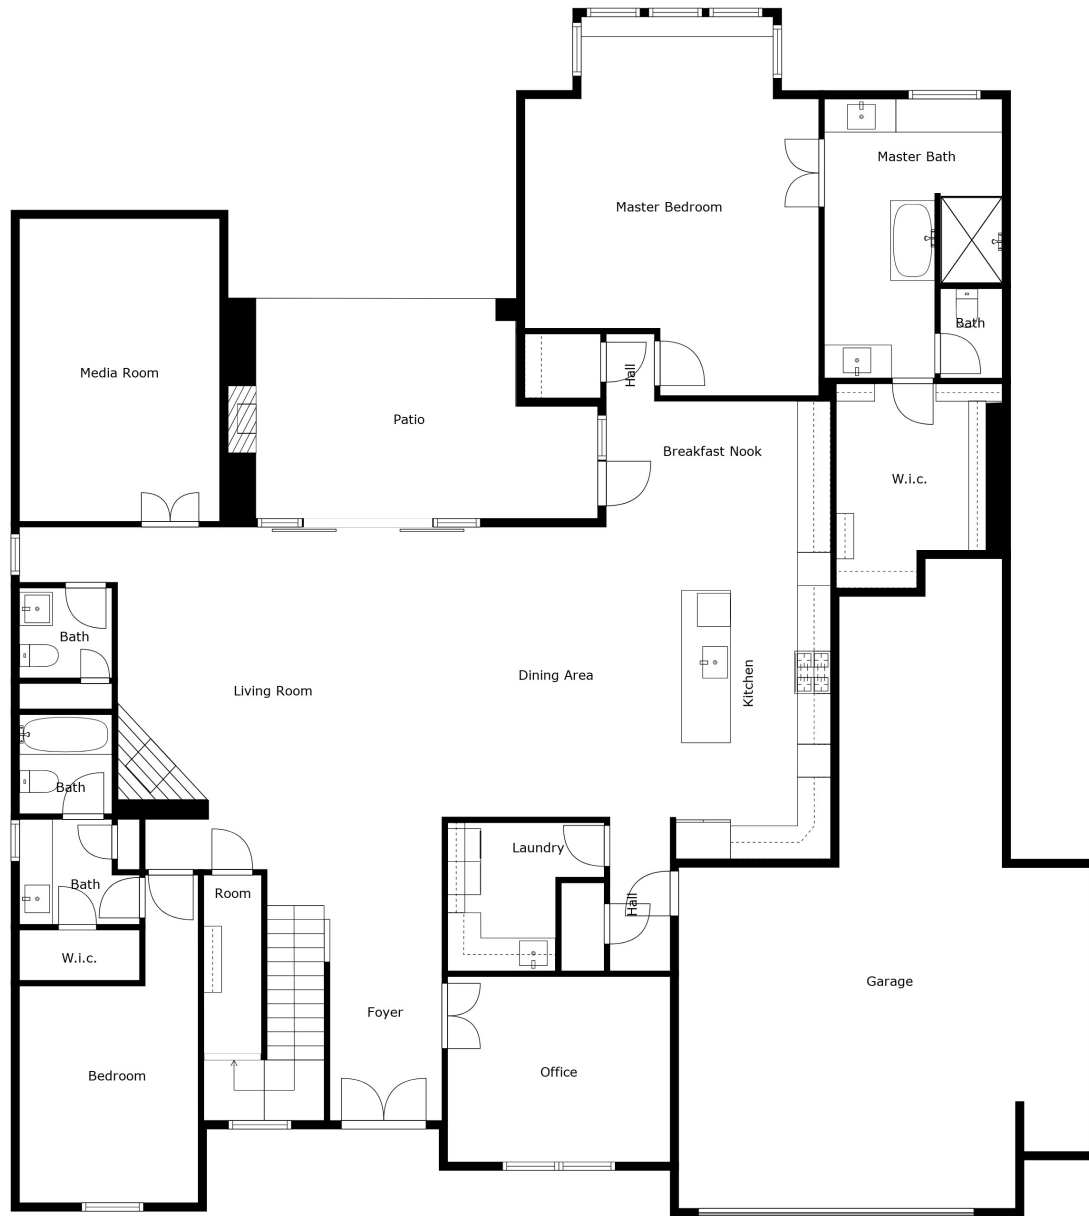 Master Bath
Master Bedroom
Bath
Media Room
Hall
Patio
Breakfast Nook
W.i.c.
Bath
Living Room
Dining Area
Kitchen
Bath
Laundry
Bath
Room
Hall
W.i.c.
Garage
Foyer
Bedroom
Office